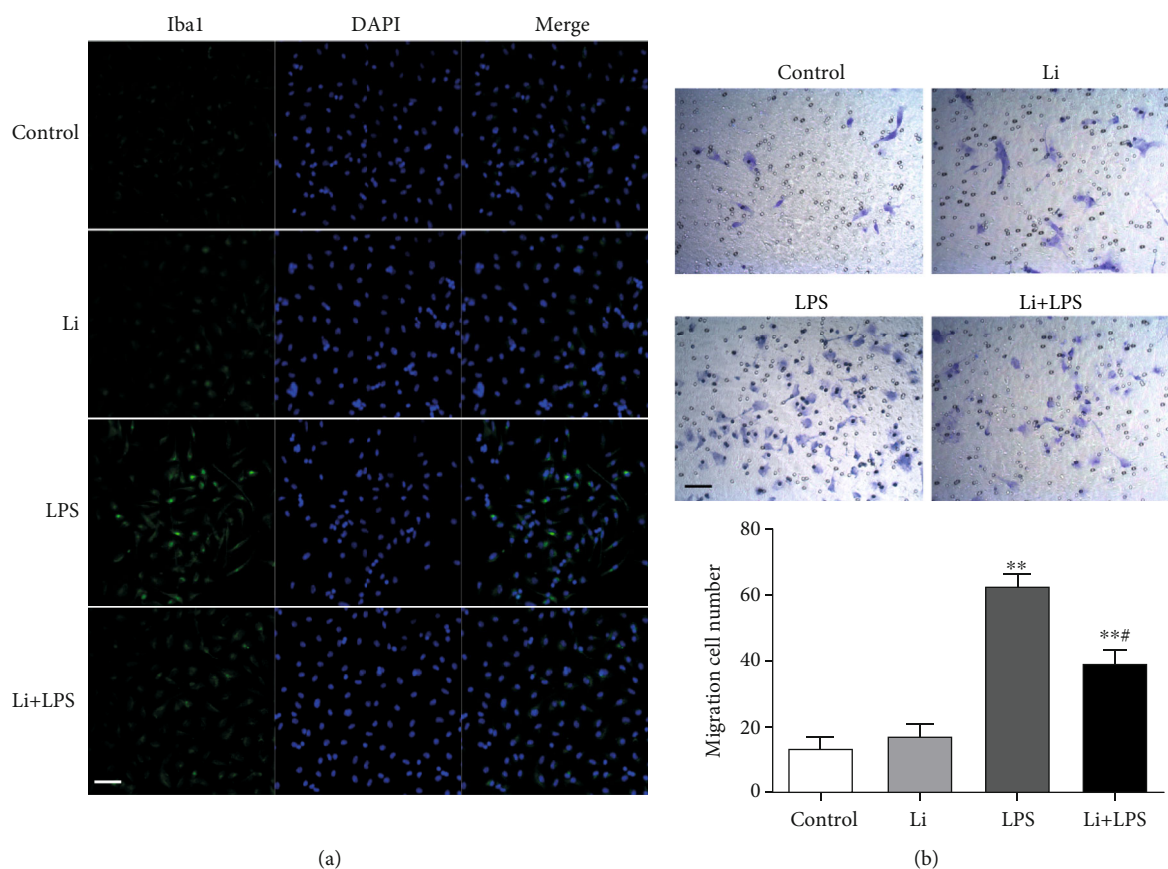 Iba1 DAPI Merge
Control
Li
LPS
Li+LPS
(a)
Control Li
LPS Li+LPS
80
60
40
20
0
Migration cell number
**
**#
Control Li LPS Li+LPS
(b)